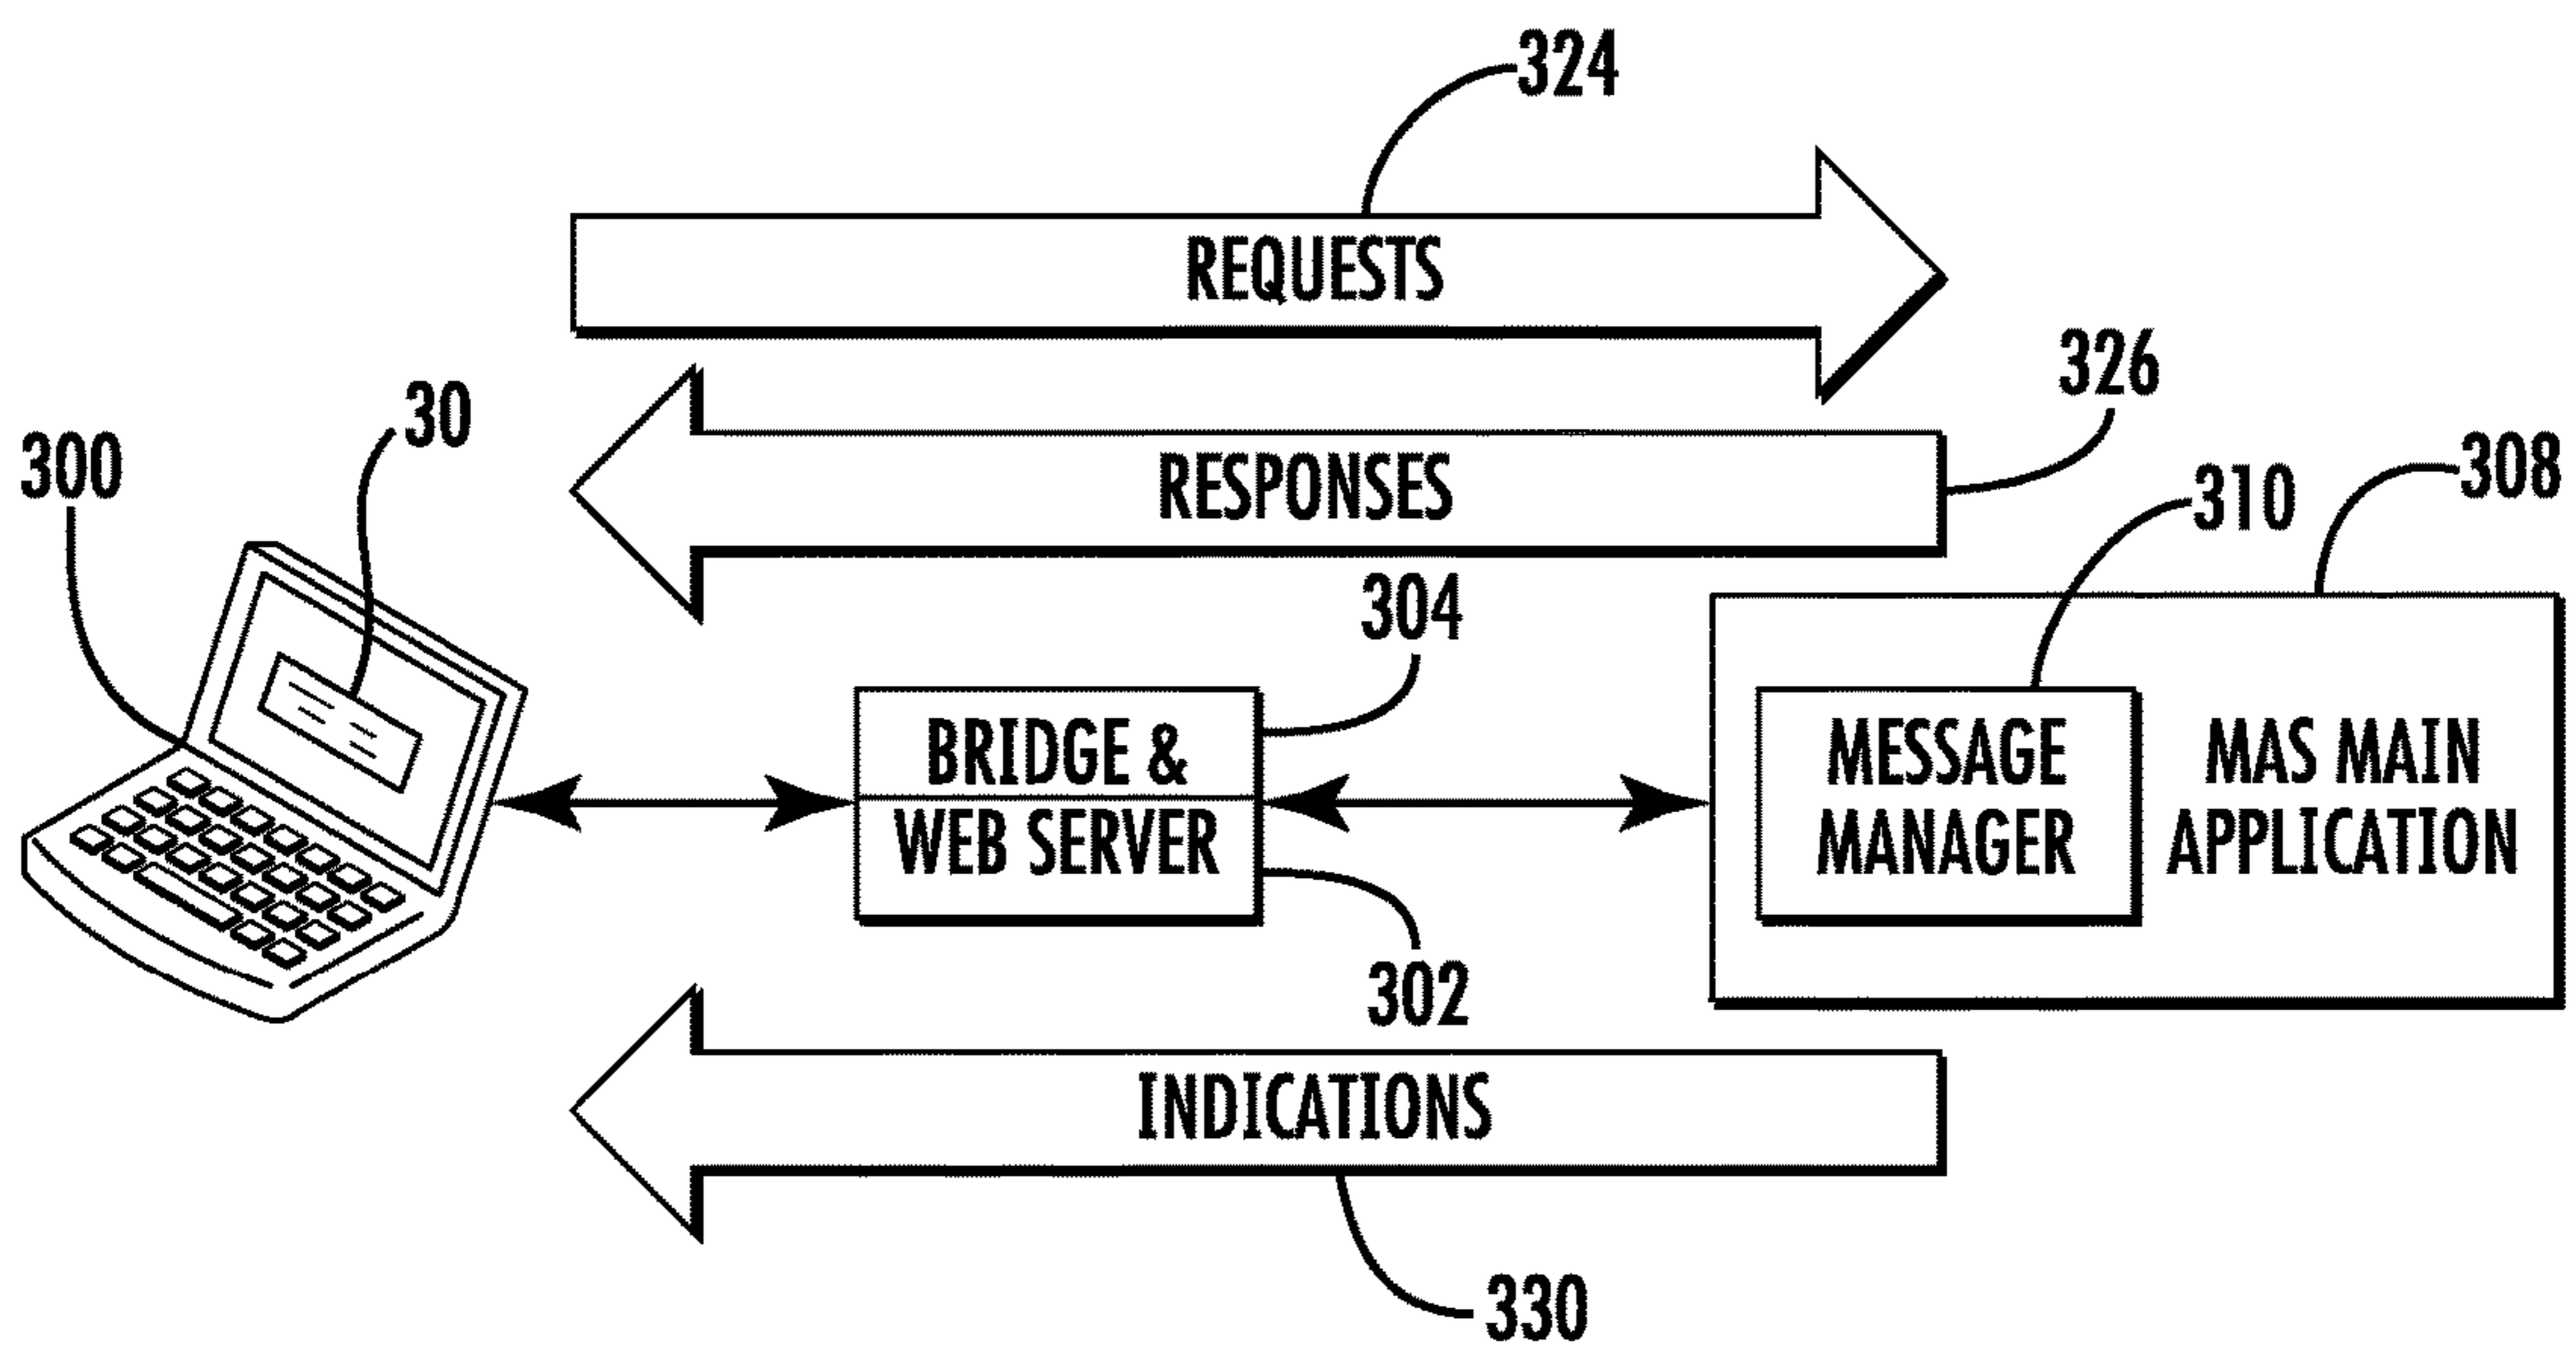 324
REQUESTS
326
RESPONSES
30
300
310
308
304
BRIDGE &
WEB SERVER
MESSAGE
MANAGER
MAS MAIN
APPLICATION
302
INDICATIONS
330